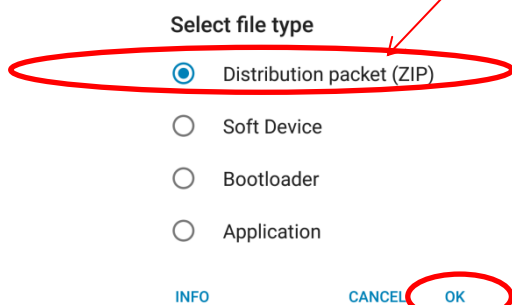 Select file type
Distribution packet (ZIP)
Soft Device
Bootloader
Application
INFO CANCEL OK